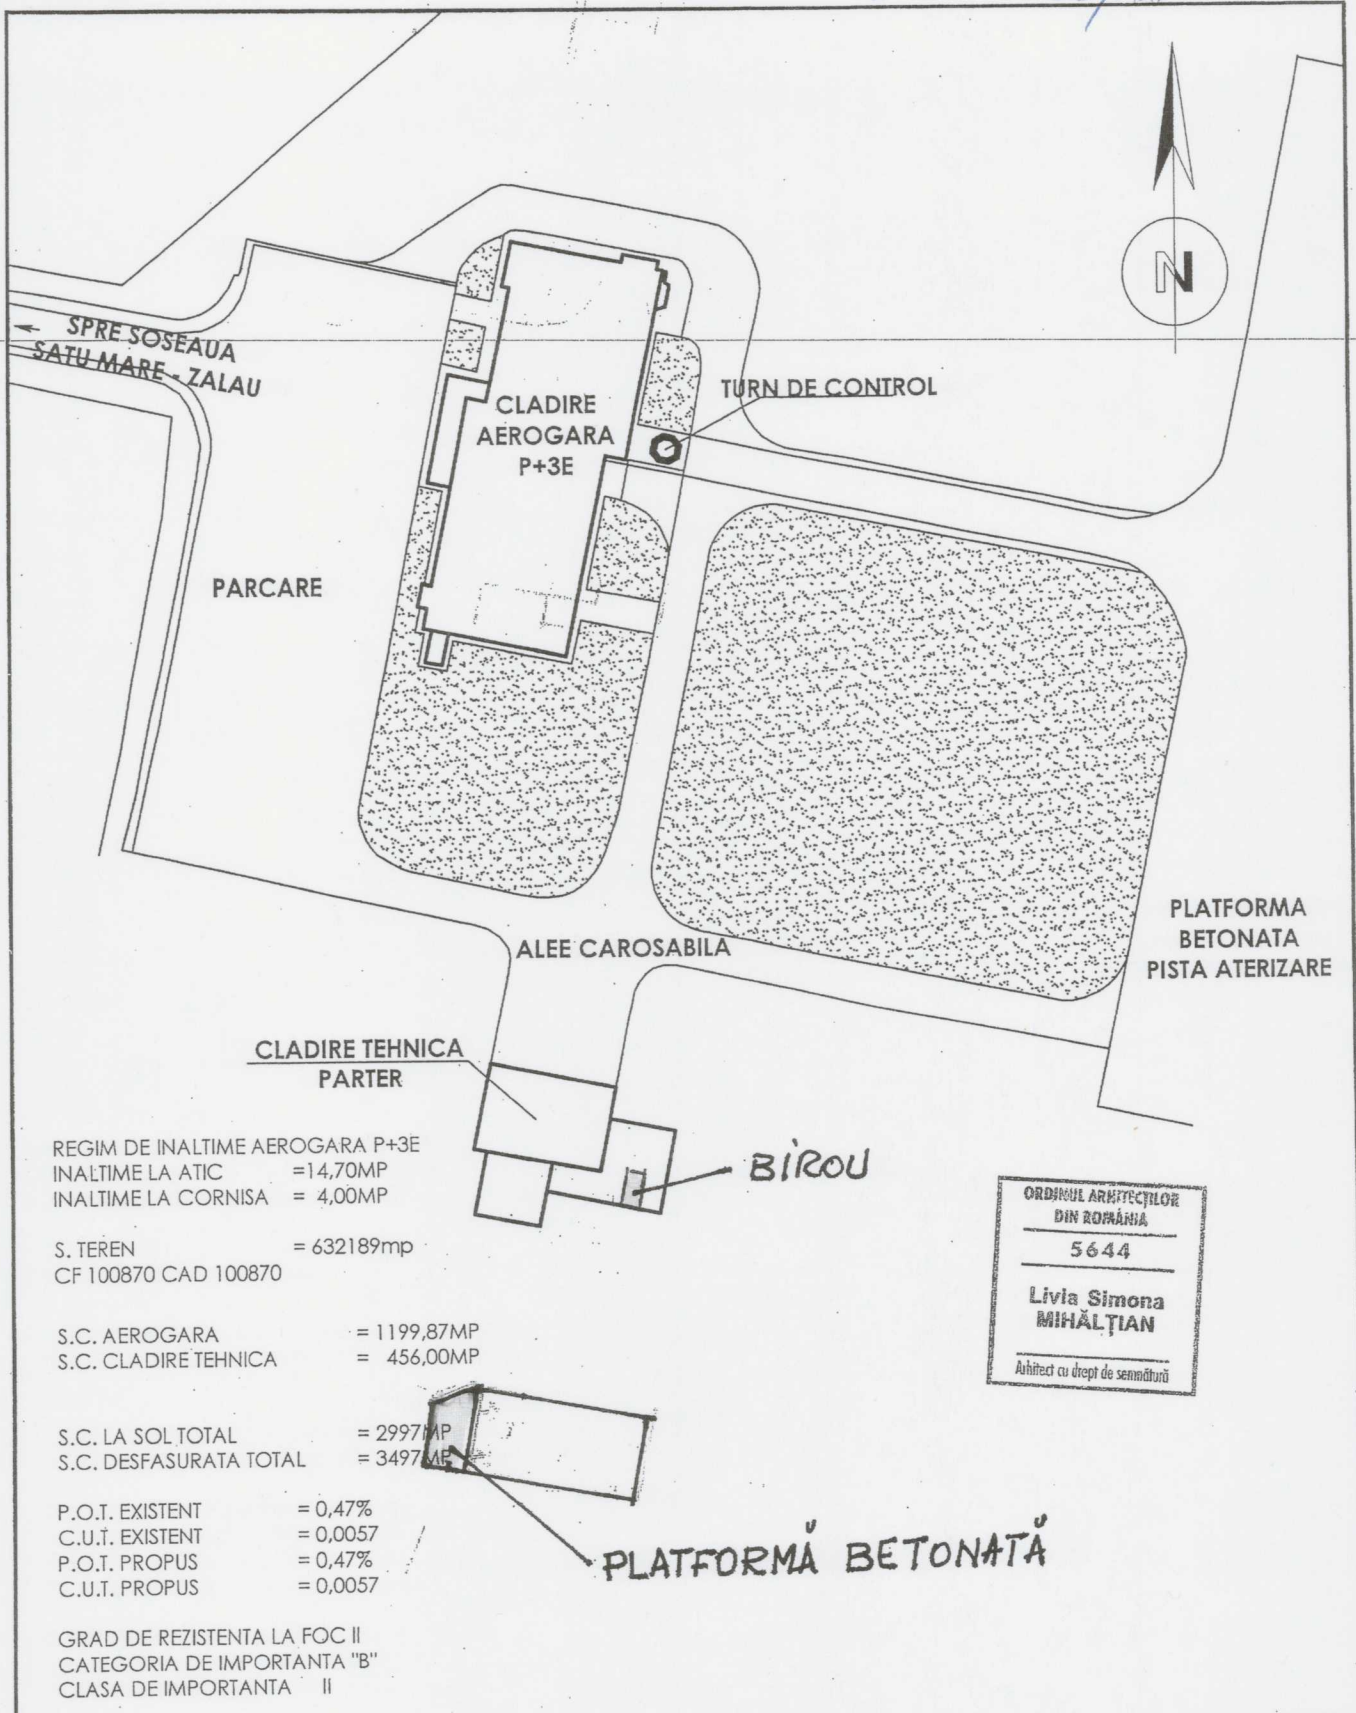 N
← SPRE SOSEAUA
SATU MARE - ZALAU
TURN DE CONTROL
CLADIRE
AEROGARA
P+3E
PARCARE
PLATFORMA
BETONATA
PISTA ATERIZARE
ALEE CAROSABILA
CLADIRE TEHNICA
PARTER
BIROU
REGIM DE INALTIME AEROGARA P+3E
INALTIME LA ATIC =14,70MP
INALTIME LA CORNISA = 4,00MP
S. TEREN = 632189mp
CF 100870 CAD 100870
ORDINUL ARHITECȚILOR
DIN ROMÂNIA
5644
Livia Simona
MIHĂLȚIAN
Arhitect cu drept de semnătură
S.C. AEROGARA = 1199,87MP
S.C. CLADIRE TEHNICA = 456,00MP
S.C. LA SOL TOTAL = 2997MP
S.C. DESFASURATA TOTAL = 3497MP
P.O.T. EXISTENT = 0,47%
C.U.T. EXISTENT = 0,0057
P.O.T. PROPUS = 0,47%
C.U.T. PROPUS = 0,0057
PLATFORMĂ BETONATĂ
GRAD DE REZISTENTA LA FOC II
CATEGORIA DE IMPORTANTA "B"
CLASA DE IMPORTANTA II